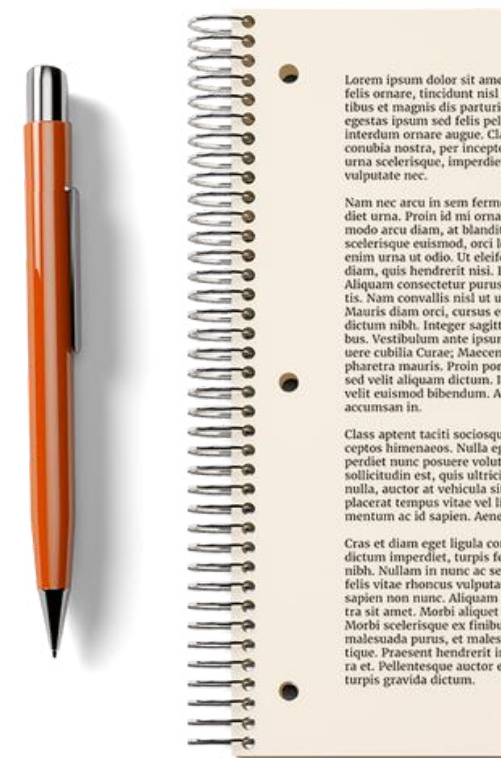 Lorem ipsum dolor sit ame
felis ornare, tincidunt nisl
tibus et magnis dis parturi
egestas ipsum sed felis pel
interdum ornare augue. Cla
conubia nostra, per incepto
urna scelerisque, imperdie
vulputate nec.
Nam nec arcu in sem ferme
diet urna. Proin id mi orna
modo arcu diam, at blandit
scelerisque euismod, orci l
enim urna ut odio. Ut eleif
diam, quis hendrerit nisi. 
Aliquam consectetur purus
tis. Nam convallis nisl ut u
Mauris diam orci, cursus e
dictum nibh. Integer sagitt
bus. Vestibulum ante ipsum
uere cubilia Curae; Maecen
pharetra mauris. Proin por
sed velit aliquam dictum. I
velit euismod bibendum. A
accumsan in.
Class aptent taciti sociosqu
ceptos himenaeos. Nulla eg
perdiet nunc posuere volut
sollicitudin est, quis ultrici
nulla, auctor at vehicula si
placerat tempus vitae vel li
mentum ac id sapien. Aene
Cras et diam eget ligula co
dictum imperdiet, turpis fe
nibh. Nullam in nunc ac se
felis vitae rhoncus vulputa
sapien non nunc. Aliquam
tra sit amet. Morbi aliquet
Morbi scelerisque ex finibu
malesuada purus, et males
tique. Praesent hendrerit i
ra et. Pellentesque auctor e
turpis gravida dictum.